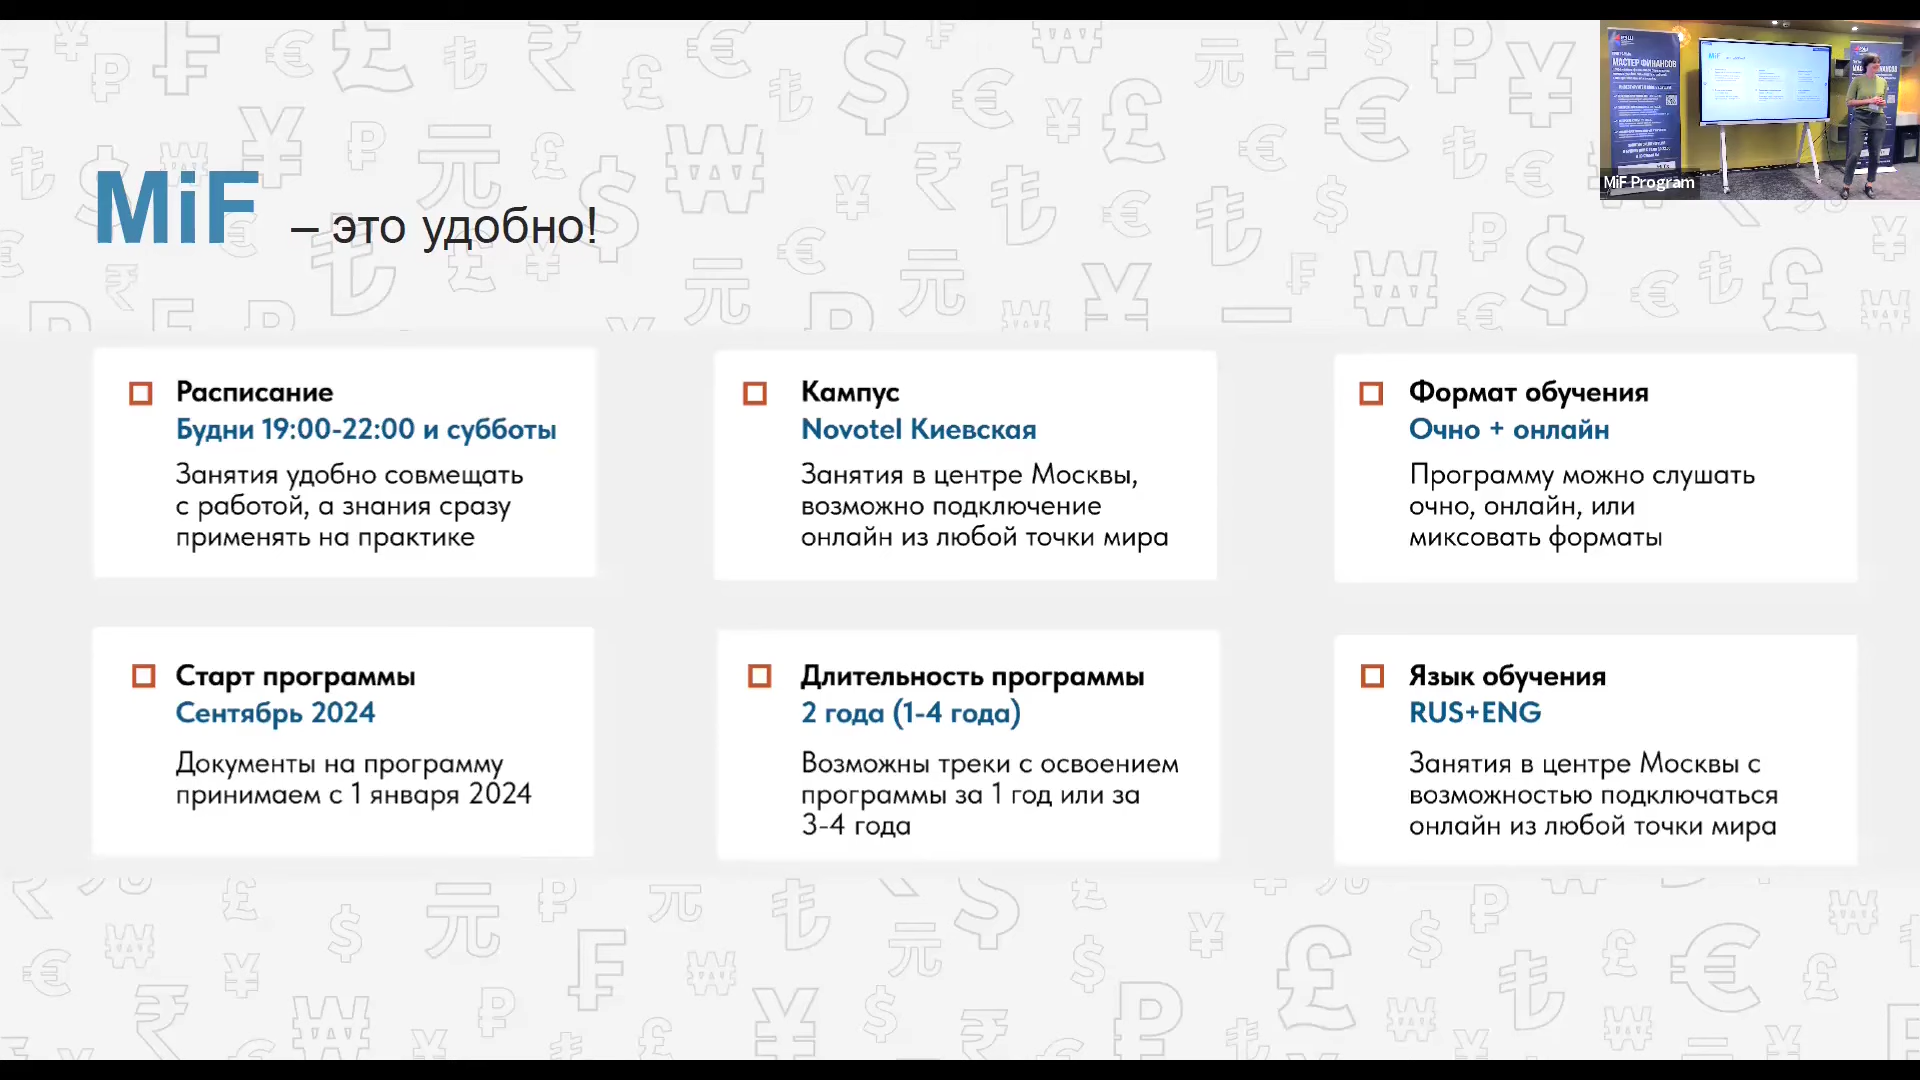 MiF – это удобно!
MiF Program
РЭШ
МАСТЕР ФИНАНСОВ
Расписание
Будни 19:00-22:00 и субботы
Занятия удобно совмещать
с работой, а знания сразу
применять на практике
Кампус
Novotel Киевская
Занятия в центре Москвы,
возможно подключение
онлайн из любой точки мира
Формат обучения
Очно + онлайн
Программу можно слушать
очно, онлайн, или
миксовать форматы
Старт программы
Сентябрь 2024
Документы на программу
принимаем с 1 января 2024
Длительность программы
2 года (1-4 года)
Возможны треки с освоением
программы за 1 год или за
3-4 года
Язык обучения
RUS+ENG
Занятия в центре Москвы с
возможностью подключаться
онлайн из любой точки мира